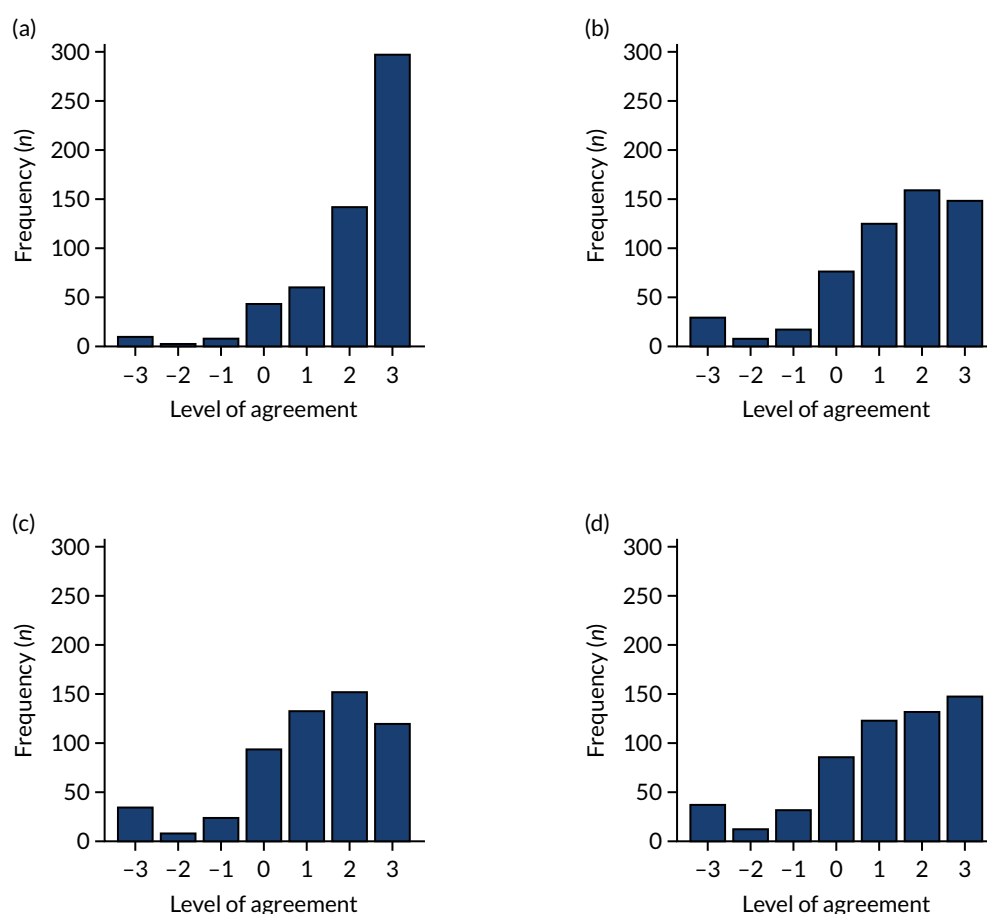 (a)
300
250
200
150
100
50
0
Frequency (n)
–3 –2 –1 0 1 2 3
Level of agreement
(b)
300
250
200
150
100
50
0
Frequency (n)
–3 –2 –1 0 1 2 3
Level of agreement
(c)
300
250
200
150
100
50
0
Frequency (n)
–3 –2 –1 0 1 2 3
Level of agreement
(d)
300
250
200
150
100
50
0
Frequency (n)
–3 –2 –1 0 1 2 3
Level of agreement